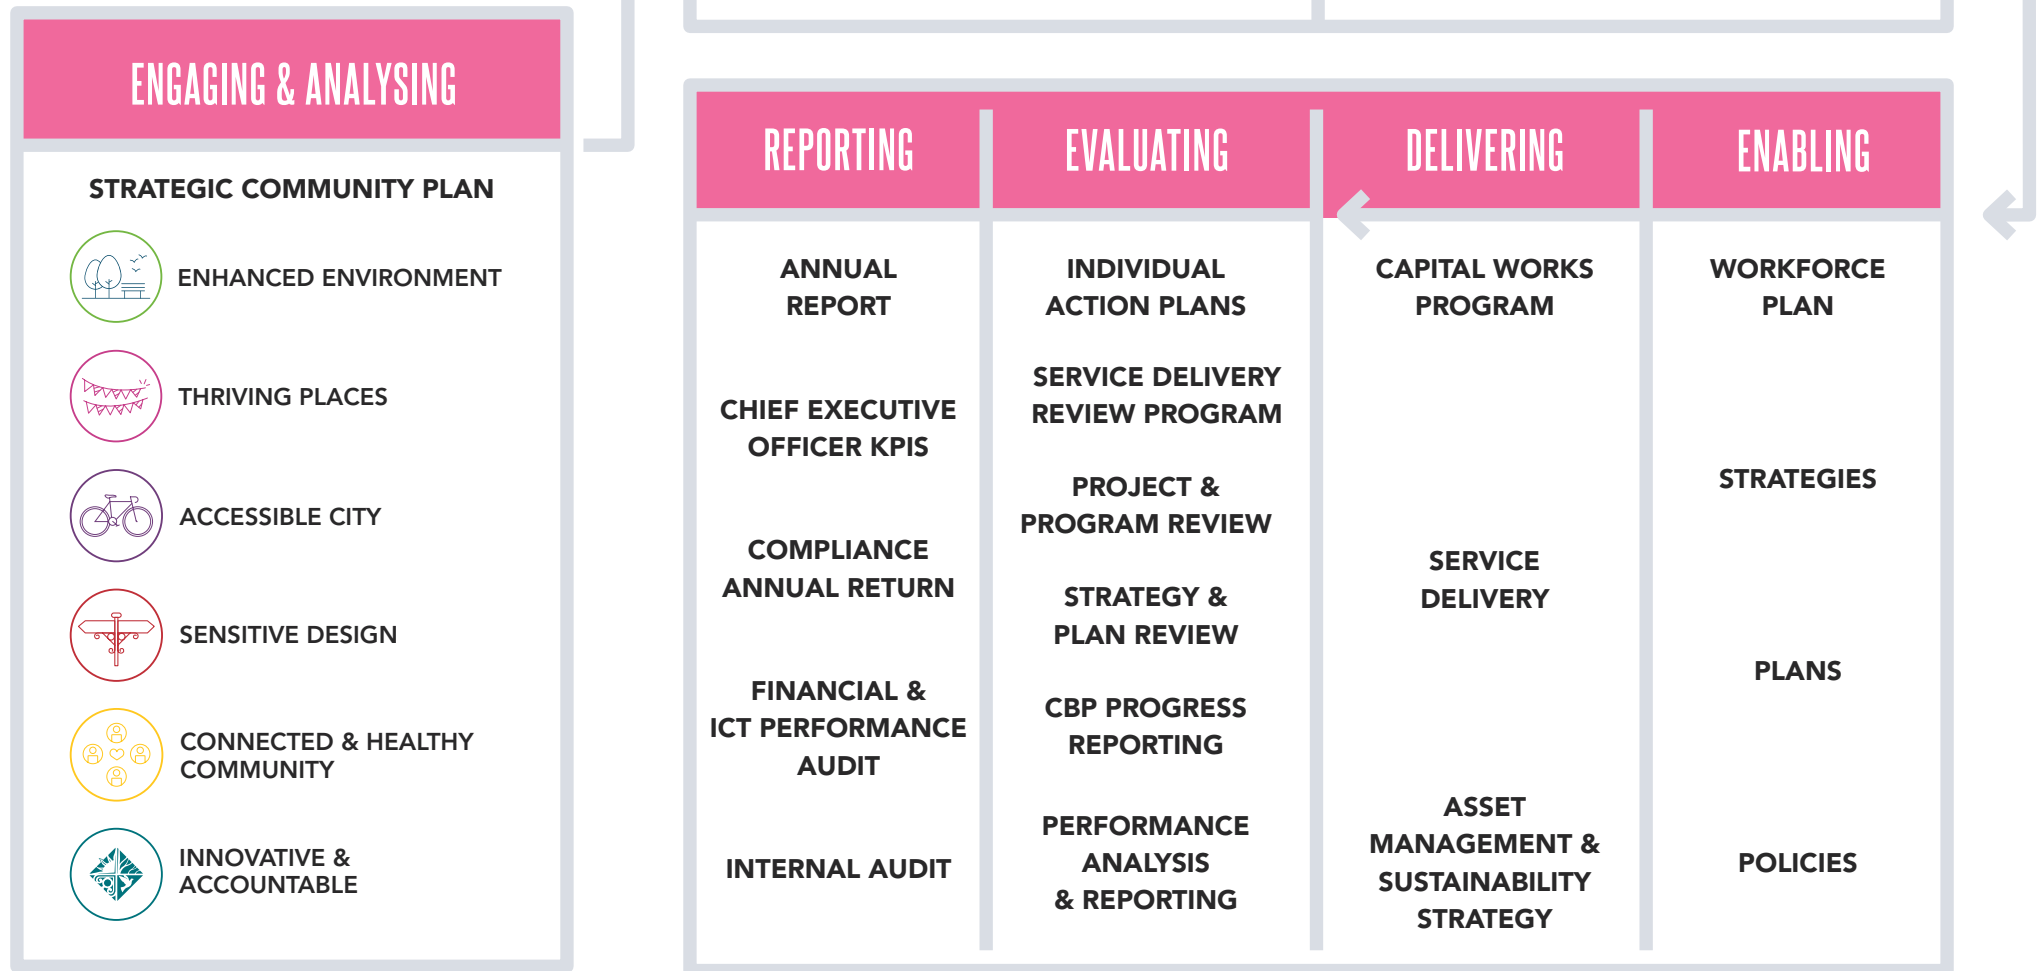 ENGAGING & ANALYSING
STRATEGIC COMMUNITY PLAN
ENHANCED ENVIRONMENT
THRIVING PLACES
ACCESSIBLE CITY
SENSITIVE DESIGN
CONNECTED & HEALTHY
COMMUNITY
INNOVATIVE &
ACCOUNTABLE
REPORTING
ANNUAL
REPORT
CHIEF EXECUTIVE
OFFICER KPIS
COMPLIANCE
ANNUAL RETURN
FINANCIAL &
ICT PERFORMANCE
AUDIT
INTERNAL AUDIT
EVALUATING
INDIVIDUAL
ACTION PLANS
SERVICE DELIVERY
REVIEW PROGRAM
PROJECT &
PROGRAM REVIEW
STRATEGY &
PLAN REVIEW
CBP PROGRESS
REPORTING
PERFORMANCE
ANALYSIS
& REPORTING
DELIVERING
CAPITAL WORKS
PROGRAM
SERVICE
DELIVERY
ASSET
MANAGEMENT &
SUSTAINABILITY
STRATEGY
ENABLING
WORKFORCE
PLAN
STRATEGIES
PLANS
POLICIES